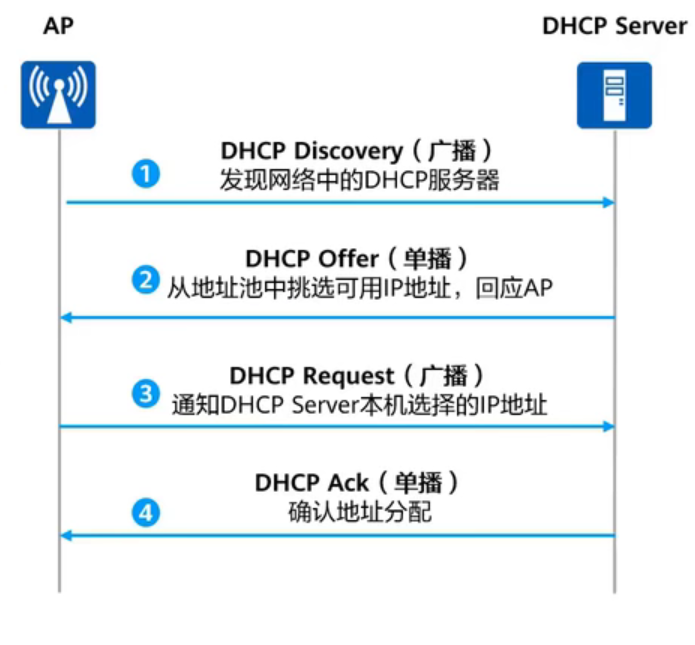 AP
DHCP Server
1
DHCP Discovery（广播）
发现网络中的DHCP服务器
2
DHCP Offer（单播）
从地址池中挑选可用IP地址，回应AP
3
DHCP Request（广播）
通知DHCP Server本机选择的IP地址
4
DHCP Ack（单播）
确认地址分配